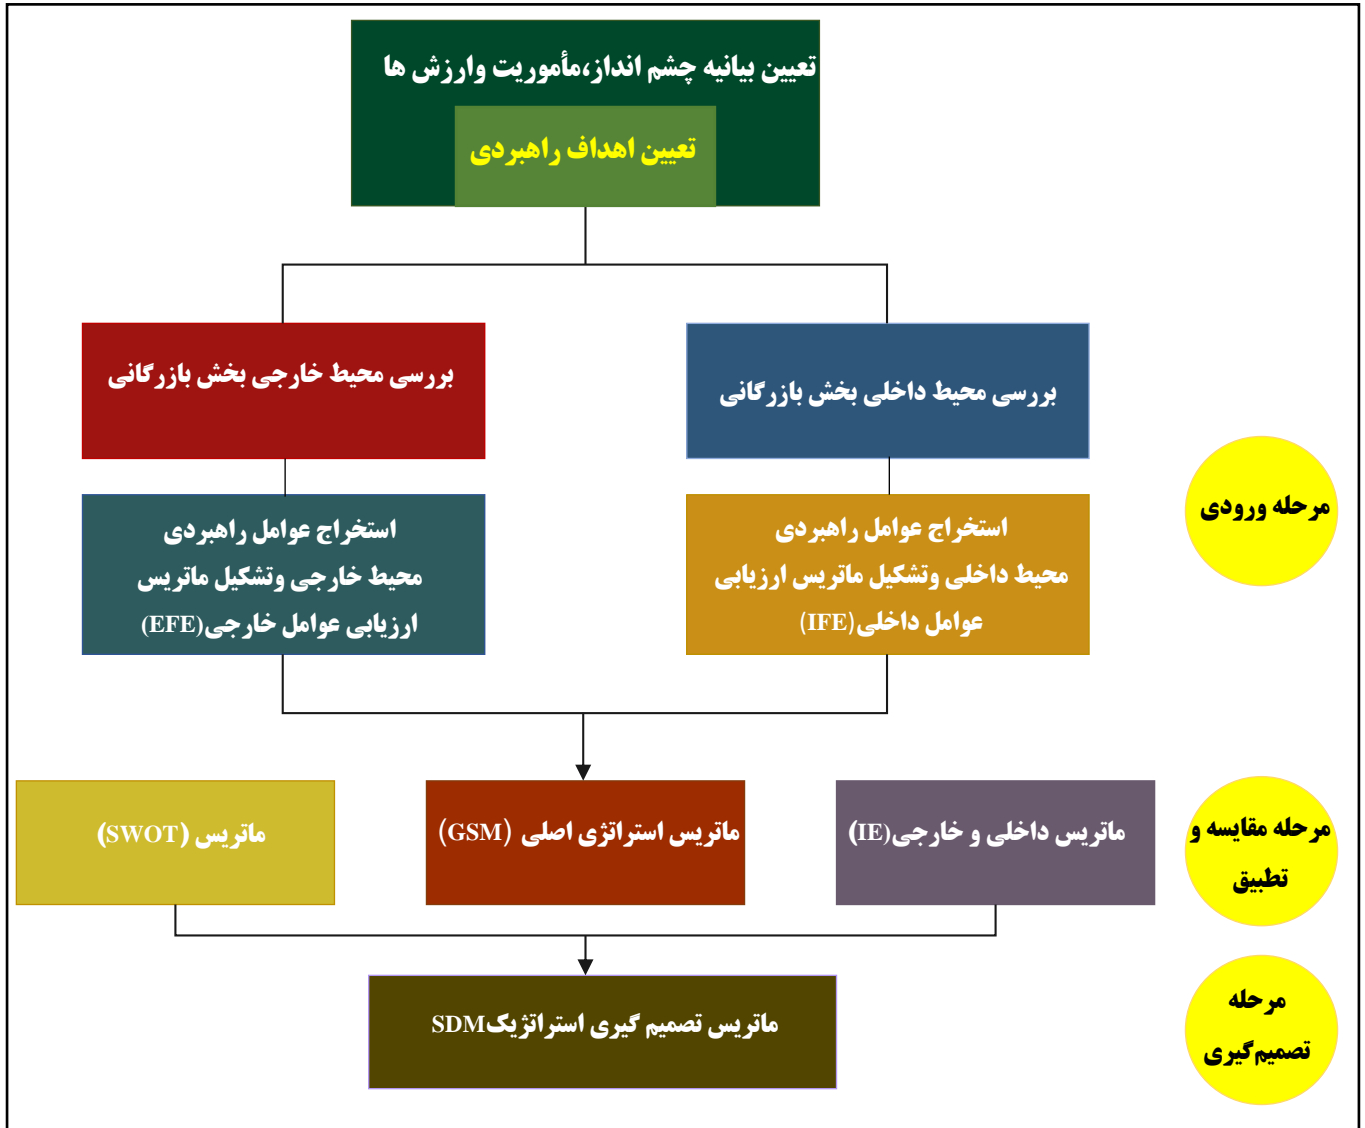 تعیین بیانیه چشم انداز،مأموریت وارزش ها
تعیین اهداف راهبردی
بررسی محیط داخلی بخش بازرگانی
بررسی محیط خارجی بخش بازرگانی
مرحله ورودی
استخراج عوامل راهبردی
محیط داخلی وتشکیل ماتریس ارزیابی
عوامل داخلی(IFE)
استخراج عوامل راهبردی
محیط خارجی وتشکیل ماتریس
ارزیابی عوامل خارجی(EFE)
مرحله مقایسه و
تطبیق
ماتریس داخلی و خارجی(IE)
ماتریس استراتژی اصلی (GSM)
ماتریس (SWOT)
مرحله
تصمیم‌گیری
ماتریس تصمیم گیری استراتژیکSDM